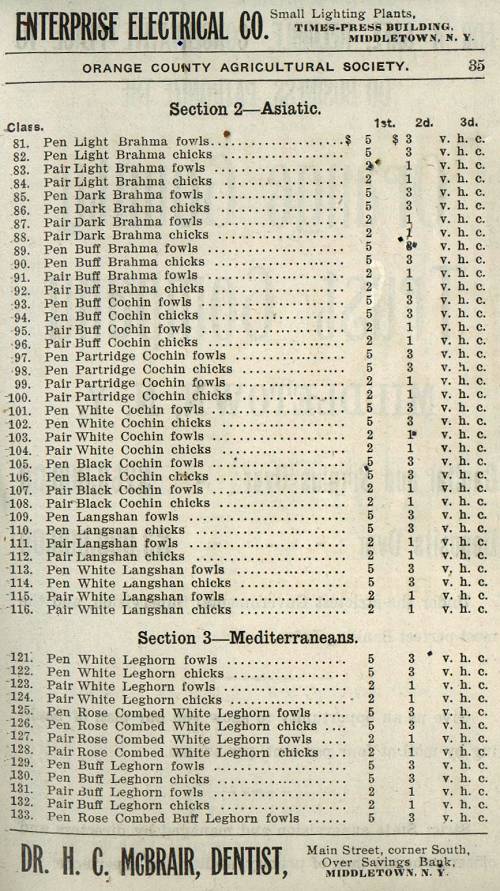 ENTERPRISE ELECTRICAL CO. Small Lighting Plants,
TIMES-PRESS BUILDING,
MIDDLETOWN, N. Y.
ORANGE COUNTY AGRICULTURAL SOCIETY. 35
Section 2—Asiatic.
Class. 1st. 2d. 3d.
81. Pen Light Brahma fowls....................$ 5 $ 3 v. h. c.
82. Pen Light Brahma chicks .................. 5 3 v. h. c.
83. Pair Light Brahma fowls .................. 2 1 v. h. c.
84. Pair Light Brahma chicks .................. 2 1 v. h. c.
85. Pen Dark Brahma fowls .................. 5 3 v. h. c.
86. Pen Dark Brahma chicks .................. 5 3 v. h. c.
87. Pair Dark Brahma fowls .................. 2 1 v. h. c.
88. Pair Dark Brahma chicks .................. 2 1 v. h. c.
89. Pen Buff Brahma fowls .................. 5 3 v. h. c.
90. Pen Buff Brahma chicks .................. 5 3 v. h. c.
91. Pair Buff Brahma fowls .................. 2 1 v. h. c.
92. Pair Buff Brahma chicks .................. 2 1 v. h. c.
93. Pen Buff Cochin fowls .................. 5 3 v. h. c.
94. Pen Buff Cochin chicks .................. 5 3 v. h. c.
95. Pair Buff Cochin fowls .................. 2 1 v. h. c.
96. Pair Buff Cochin chicks .................. 2 1 v. h. c.
97. Pen Partridge Cochin fowls ................ 5 3 v. h. c.
98. Pen Partridge Cochin chicks ............... 5 3 v. h. c.
99. Pair Partridge Cochin fowls ............... 2 1 v. h. c.
100. Pair Partridge Cochin chicks .............. 2 1 v. h. c.
101. Pen White Cochin fowls .................. 5 3 v. h. c.
102. Pen White Cochin chicks .................. 5 3 v. h. c.
103. Pair White Cochin fowls .................. 2 1 v. h. c.
104. Pair White Cochin chicks .................. 2 1 v. h. c.
105. Pen Black Cochin fowls .................. 5 3 v. h. c.
106. Pen Black Cochin chicks .................. 5 3 v. h. c.
107. Pair Black Cochin fowls .................. 2 1 v. h. c.
108. Pair Black Cochin chicks .................. 2 1 v. h. c.
109. Pen Langshan fowls .................. 5 3 v. h. c.
110. Pen Langshan chicks .................. 5 3 v. h. c.
111. Pair Langshan fowls .................. 2 1 v. h. c.
112. Pair Langshan chicks .................. 2 1 v. h. c.
113. Pen White Langshan fowls ................ 5 3 v. h. c.
114. Pen White Langshan chicks ............... 5 3 v. h. c.
115. Pair White Langshan fowls ............... 2 1 v. h. c.
116. Pair White Langshan chicks .............. 2 1 v. h. c.
Section 3—Mediterraneans.
121. Pen White Leghorn fowls ................ 5 3 v. h. c.
122. Pen White Leghorn chicks ................ 5 3 v. h. c.
123. Pair White Leghorn fowls ................ 2 1 v. h. c.
124. Pair White Leghorn chicks ............... 2 1 v. h. c.
125. Pen Rose Combed White Leghorn fowls .... 5 3 v. h. c.
126. Pen Rose Combed White Leghorn chicks .... 5 3 v. h. c.
127. Pair Rose Combed White Leghorn fowls .... 2 1 v. h. c.
128. Pair Rose Combed White Leghorn chicks ... 2 1 v. h. c.
129. Pen Buff Leghorn fowls .................. 5 3 v. h. c.
130. Pen Buff Leghorn chicks ................. 5 3 v. h. c.
131. Pair Buff Leghorn fowls ................. 2 1 v. h. c.
132. Pair Buff Leghorn chicks ................ 2 1 v. h. c.
133. Pen Rose Combed Buff Leghorn fowls ...... 5 3 v. h. c.
DR. H. C. McBRAIR, DENTIST, Main Street, corner South,
Over Savings Bank,
MIDDLETOWN, N. Y.